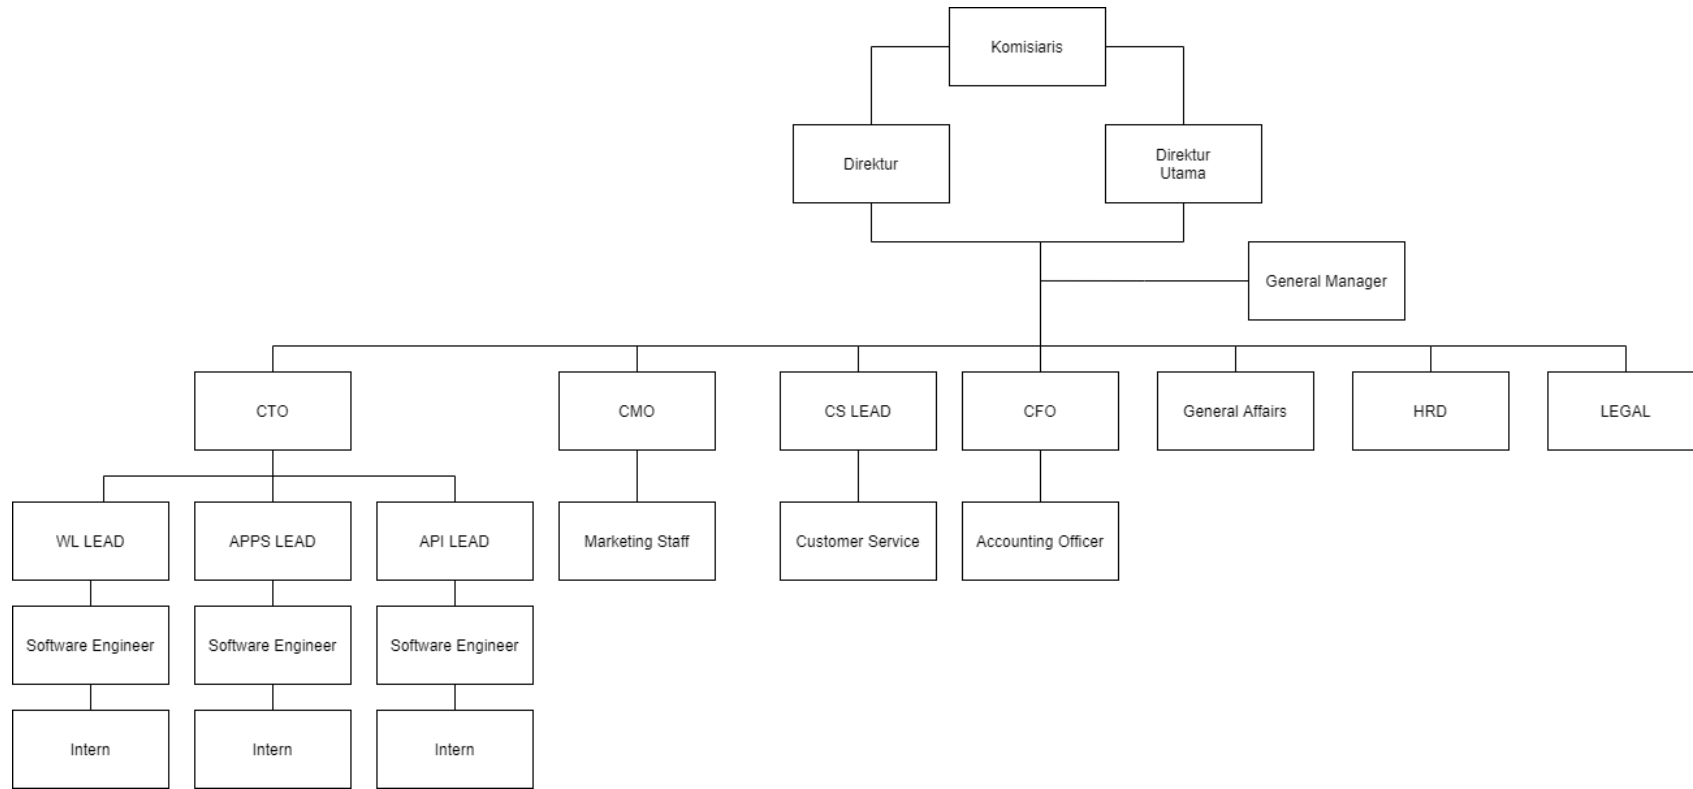 Komisiaris
Direktur
Direktur
Utama
General Manager
CTO
CMO
CS LEAD
CFO
General Affairs
HRD
LEGAL
WL LEAD
APPS LEAD
API LEAD
Marketing Staff
Customer Service
Accounting Officer
Software Engineer
Software Engineer
Software Engineer
Intern
Intern
Intern